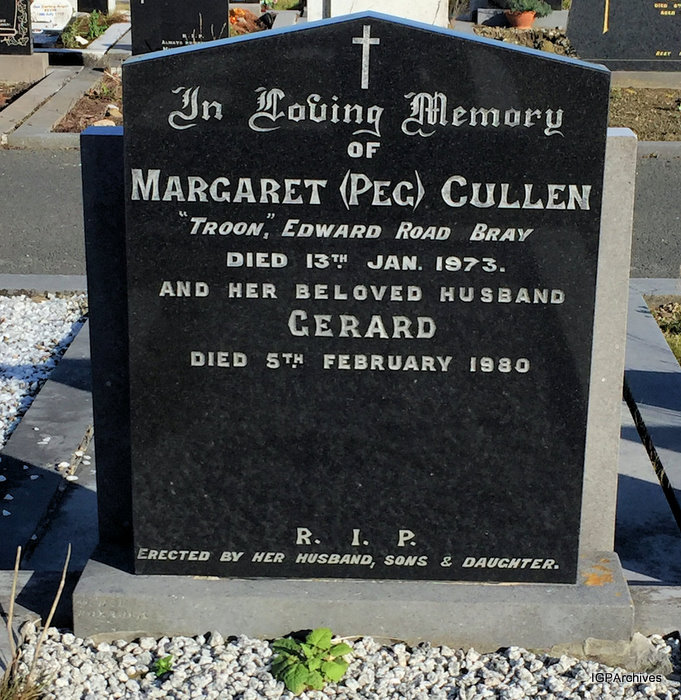 In Loving Memory
OF
MARGARET (PEG) CULLEN
"TROON," EDWARD ROAD BRAY
DIED 13TH JAN. 1973.
AND HER BELOVED HUSBAND
GERARD
DIED 5TH FEBRUARY 1980
R. I. P.
ERECTED BY HER HUSBAND, SONS & DAUGHTER.
IGPArchives